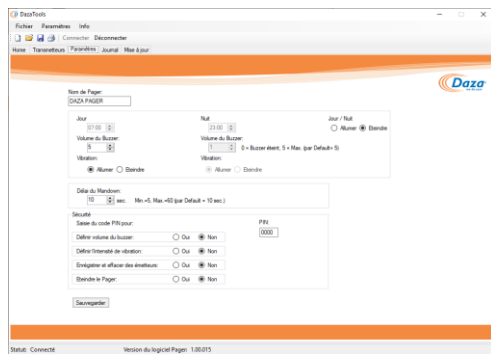 DazaTools
Fichier Paramètres Info
Connecter Déconnecter
Home Transmetteurs Paramètres Journal Mise à jour
Daza
Nom de Pager:
DAZA PAGER
Jour Nuit Jour / Nuit
07:00 23:00 Allumer Eteindre
Volume du Buzzer: Volume du Buzzer:
5 1 0 = Buzzer éteint, 5 = Max. (par Default= 5)
Vibration: Vibration:
Allumer Eteindre Allumer Eteindre
Délai du Mandown:
10 sec. Min =5, Max =60 (par Default = 10 sec.)
Sécurité
Saisie du code PIN pour: PIN:
0000
Définir volume du buzzer: Oui Non
Définir l'intensité de vibration: Oui Non
Enrégistrer et effacer des émetteurs: Oui Non
Eteindre le Pager: Oui Non
Sauvegarder
Statut: Connecté Version du logiciel Pager: 1.00.015